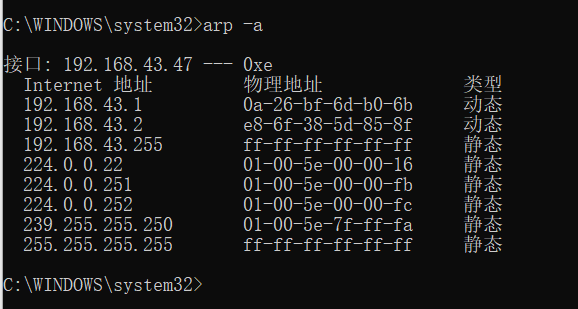 C:\WINDOWS\system32>arp -a
接口: 192.168.43.47 --- 0xe
Internet 地址 物理地址 类型
192.168.43.1 0a-26-bf-6d-b0-6b 动态
192.168.43.2 e8-6f-38-5d-85-8f 动态
192.168.43.255 ff-ff-ff-ff-ff-ff 静态
224.0.0.22 01-00-5e-00-00-16 静态
224.0.0.251 01-00-5e-00-00-fb 静态
224.0.0.252 01-00-5e-00-00-fc 静态
239.255.255.250 01-00-5e-7f-ff-fa 静态
255.255.255.255 ff-ff-ff-ff-ff-ff 静态
C:\WINDOWS\system32>